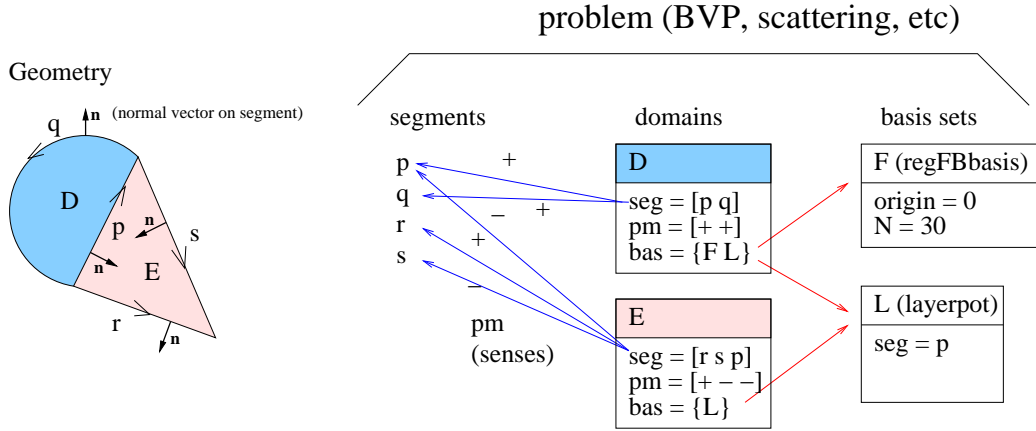 problem (BVP, scattering, etc)
Geometry
n
(normal vector on segment)
q
D
p
n
n
s
E
r
n
segments
p
q
r
s
+
−
+
+
−
pm
(senses)
domains
D
seg = [p q]
pm = [+ +]
bas = {F L}
E
seg = [r s p]
pm = [+ − −]
bas = {L}
basis sets
F (regFBbasis)
origin = 0
N = 30
L (layerpot)
seg = p